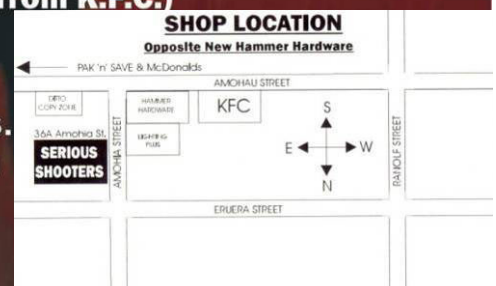 from K.F.C.)
SHOP LOCATION
Opposite New Hammer Hardware
PAK 'n' SAVE & McDonalds
AMOHAU STREET
DITTO
COPY ZONE
HAMMER
HARDWARE
KFC
S
36A Amohia St.
SERIOUS
SHOOTERS
AMOHIA STREET
LIGHTING
PLUS
E
W
N
RANOLF STREET
ERUERA STREET